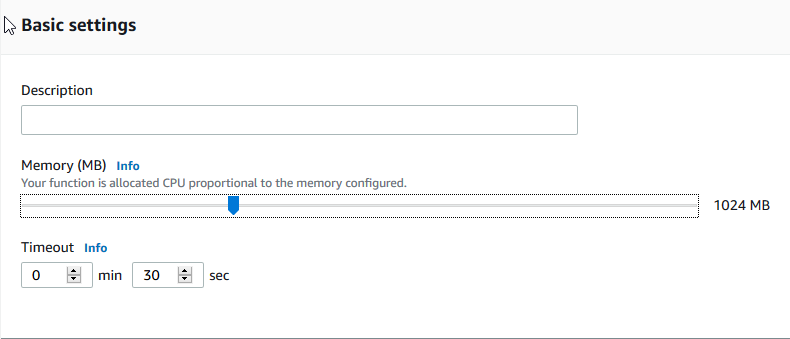 Basic settings
Description
Memory (MB) Info
Your function is allocated CPU proportional to the memory configured.
1024 MB
Timeout Info
0 min 30 sec